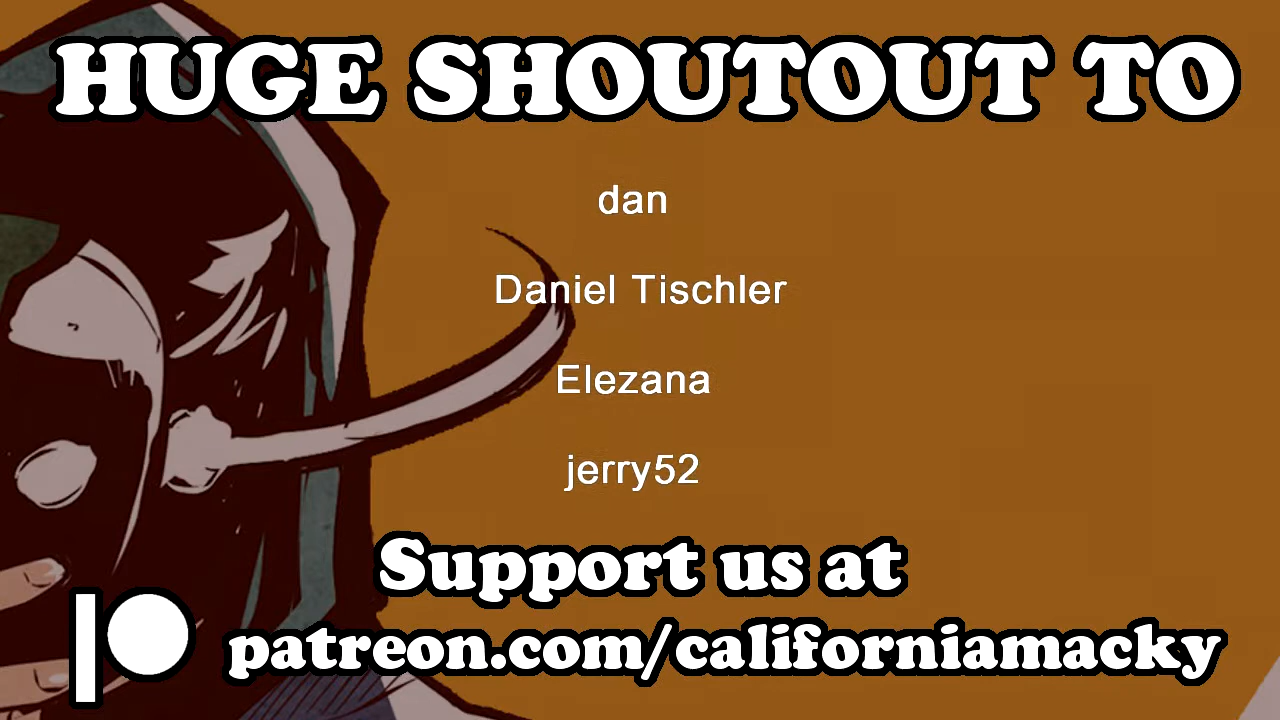 HUGE SHOUTOUT TO
dan
Daniel Tischler
Elezana
jerry52
Support us at
patreon.com/californiamacky